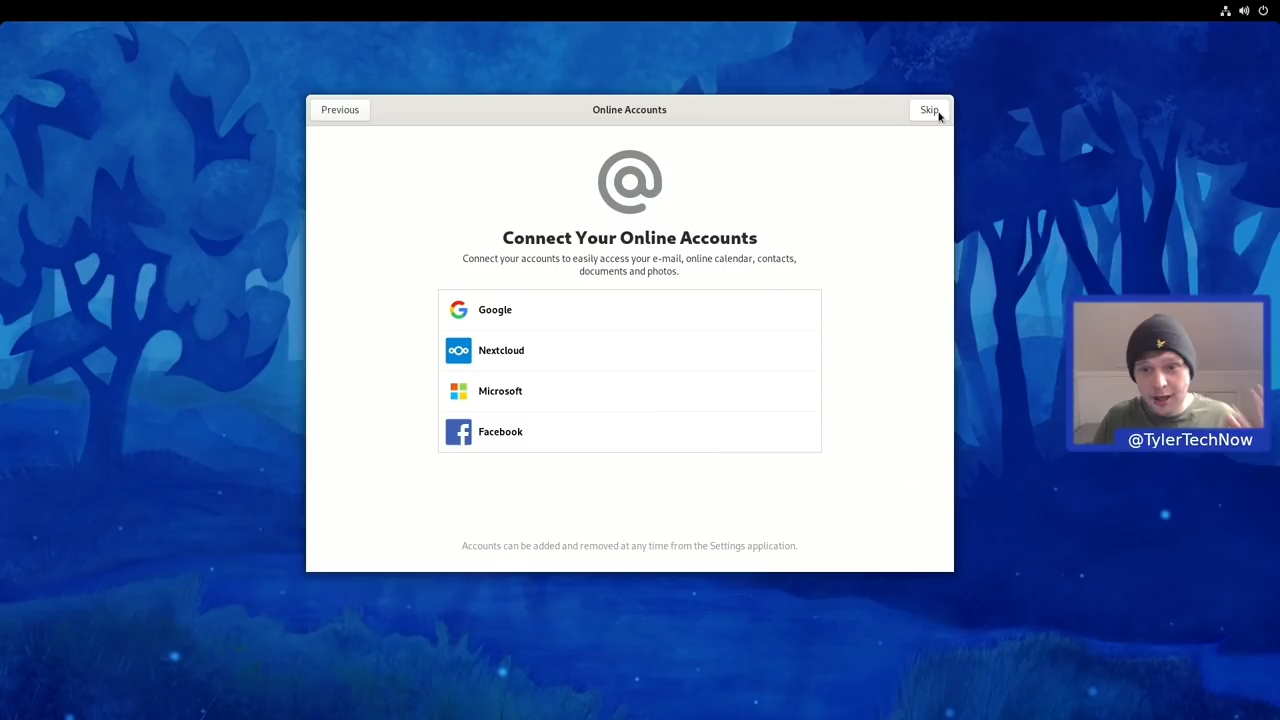 Previous
Online Accounts
Skip
Connect Your Online Accounts
Connect your accounts to easily access your e-mail, online calendar, contacts,
documents and photos.
Google
Nextcloud
Microsoft
Facebook
Accounts can be added and removed at any time from the Settings application.
@TylerTechNow